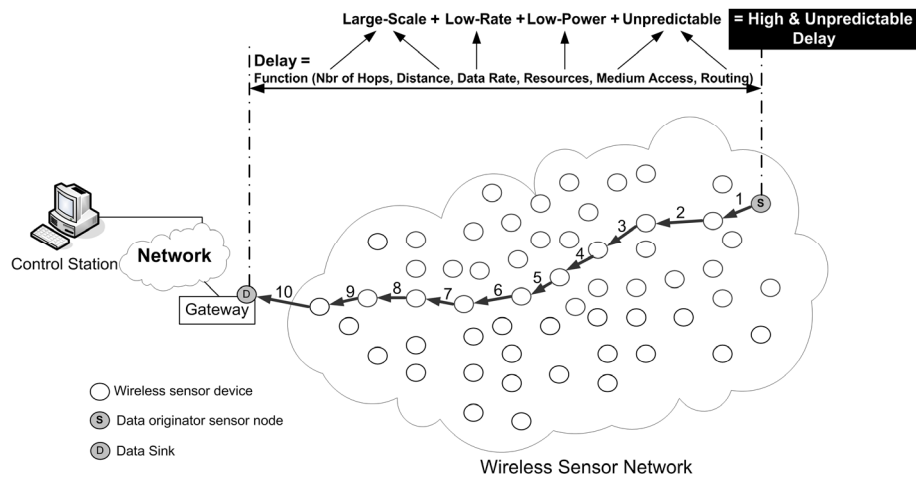 Large-Scale + Low-Rate +Low-Power +Unpredictable
= High & Unpredictable
Delay
Delay =
Function (Nbr of Hops, Distance, Data Rate, Resources, Medium Access, Routing)
S
1
2
3
4
5
6
7
8
9
10
D
Control Station
Network
Gateway
Wireless sensor device
S Data originator sensor node
D Data Sink
Wireless Sensor Network